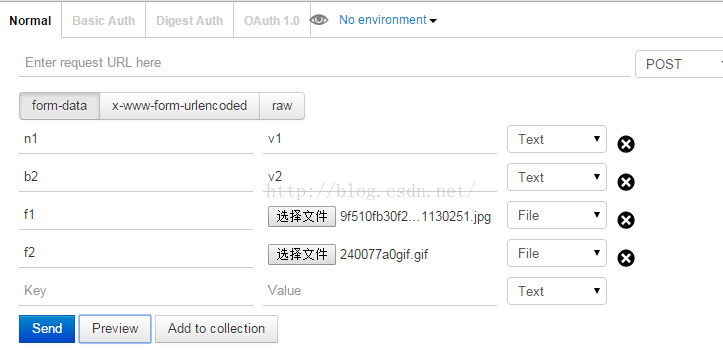 Normal Basic Auth Digest Auth OAuth 1.0 No environment
Enter request URL here POST
form-data x-www-form-urlencoded raw
n1 v1 Text
b2 v2 Text
http://blog.csdn.net/
f1 选择文件 9f510fb30f2...1130251.jpg File
f2 选择文件 240077a0gif.gif File
Key Value Text
Send Preview Add to collection